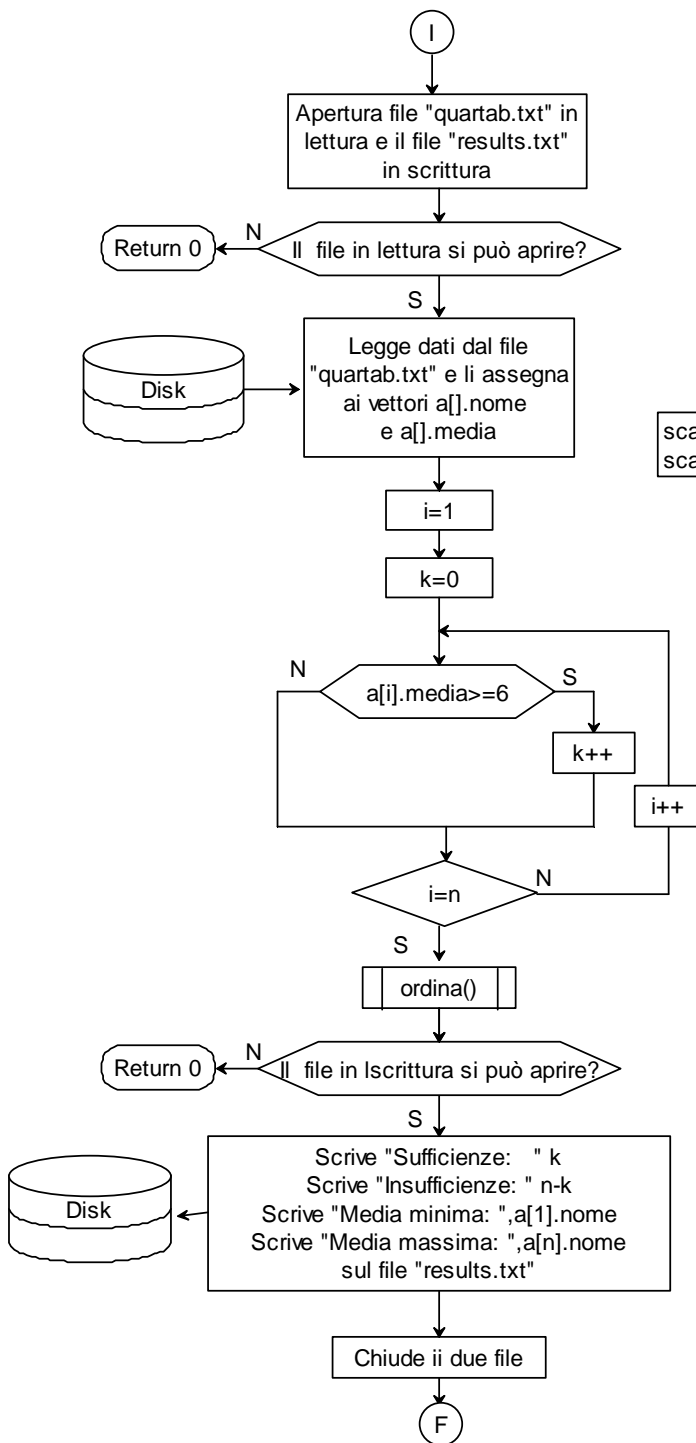 I
Apertura file "quartab.txt" in
lettura e il file "results.txt"
in scrittura
Il file in lettura si può aprire?
N
Return 0
S
Disk
Legge dati dal file
"quartab.txt" e li assegna
ai vettori a[].nome
e a[].media
i=1
k=0
N
a[i].media>=6
S
k++
i++
i=n
N
S
ordina()
Il file in Iscrittura si può aprire?
N
Return 0
S
Disk
Scrive "Sufficienze: " k
Scrive "Insufficienze: " n-k
Scrive "Media minima: ",a[1].nome
Scrive "Media massima: ",a[n].nome
sul file "results.txt"
Chiude ii due file
F